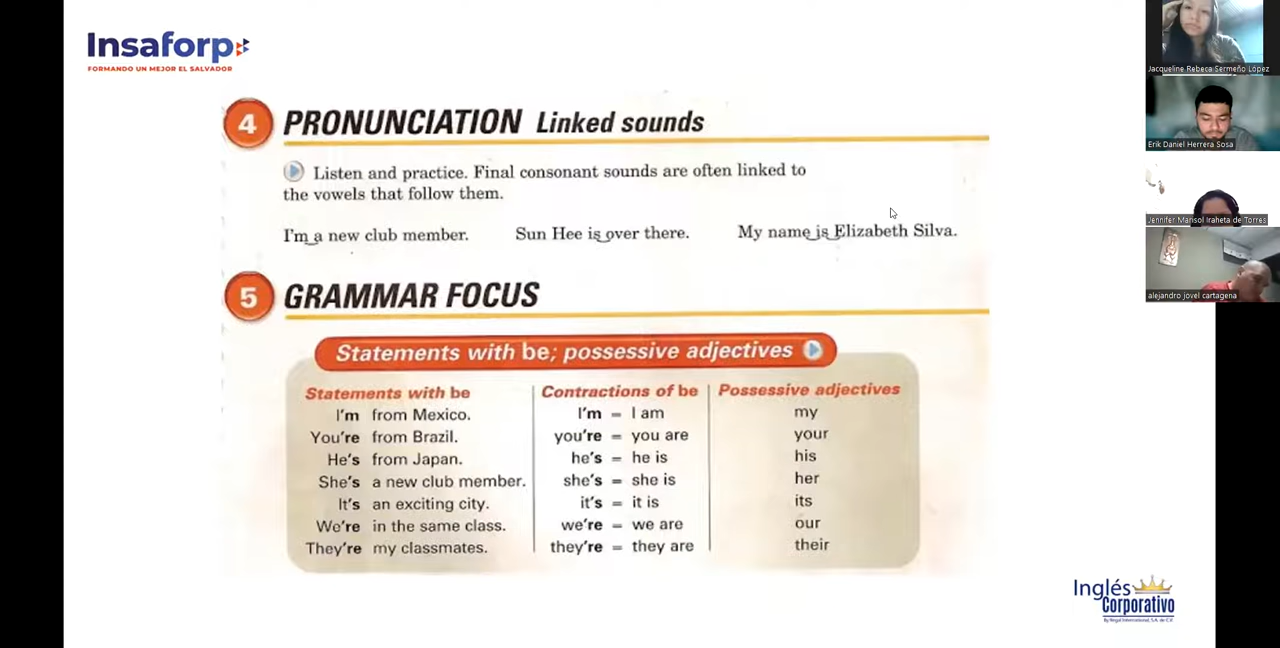 Insaforp
FORMANDO UN MEJOR EL SALVADOR
4 PRONUNCIATION Linked sounds
Listen and practice. Final consonant sounds are often linked to
the vowels that follow them.
I'm a new club member. Sun Hee is over there. My name is Elizabeth Silva.
5 GRAMMAR FOCUS
Statements with be; possessive adjectives
Statements with be Contractions of be Possessive adjectives
I'm from Mexico. I'm = I am my
You're from Brazil. you're = you are your
He's from Japan. he's = he is his
She's a new club member. she's = she is her
It's an exciting city. it's = it is its
We're in the same class. we're = we are our
They're my classmates. they're = they are their
Inglés
Corporativo
Jacqueline Rebeca Sermeño López
Erik Daniel Herrera Sosa
Jennifer Marisol Iraheta de Torres
alejandro jovel cartagena